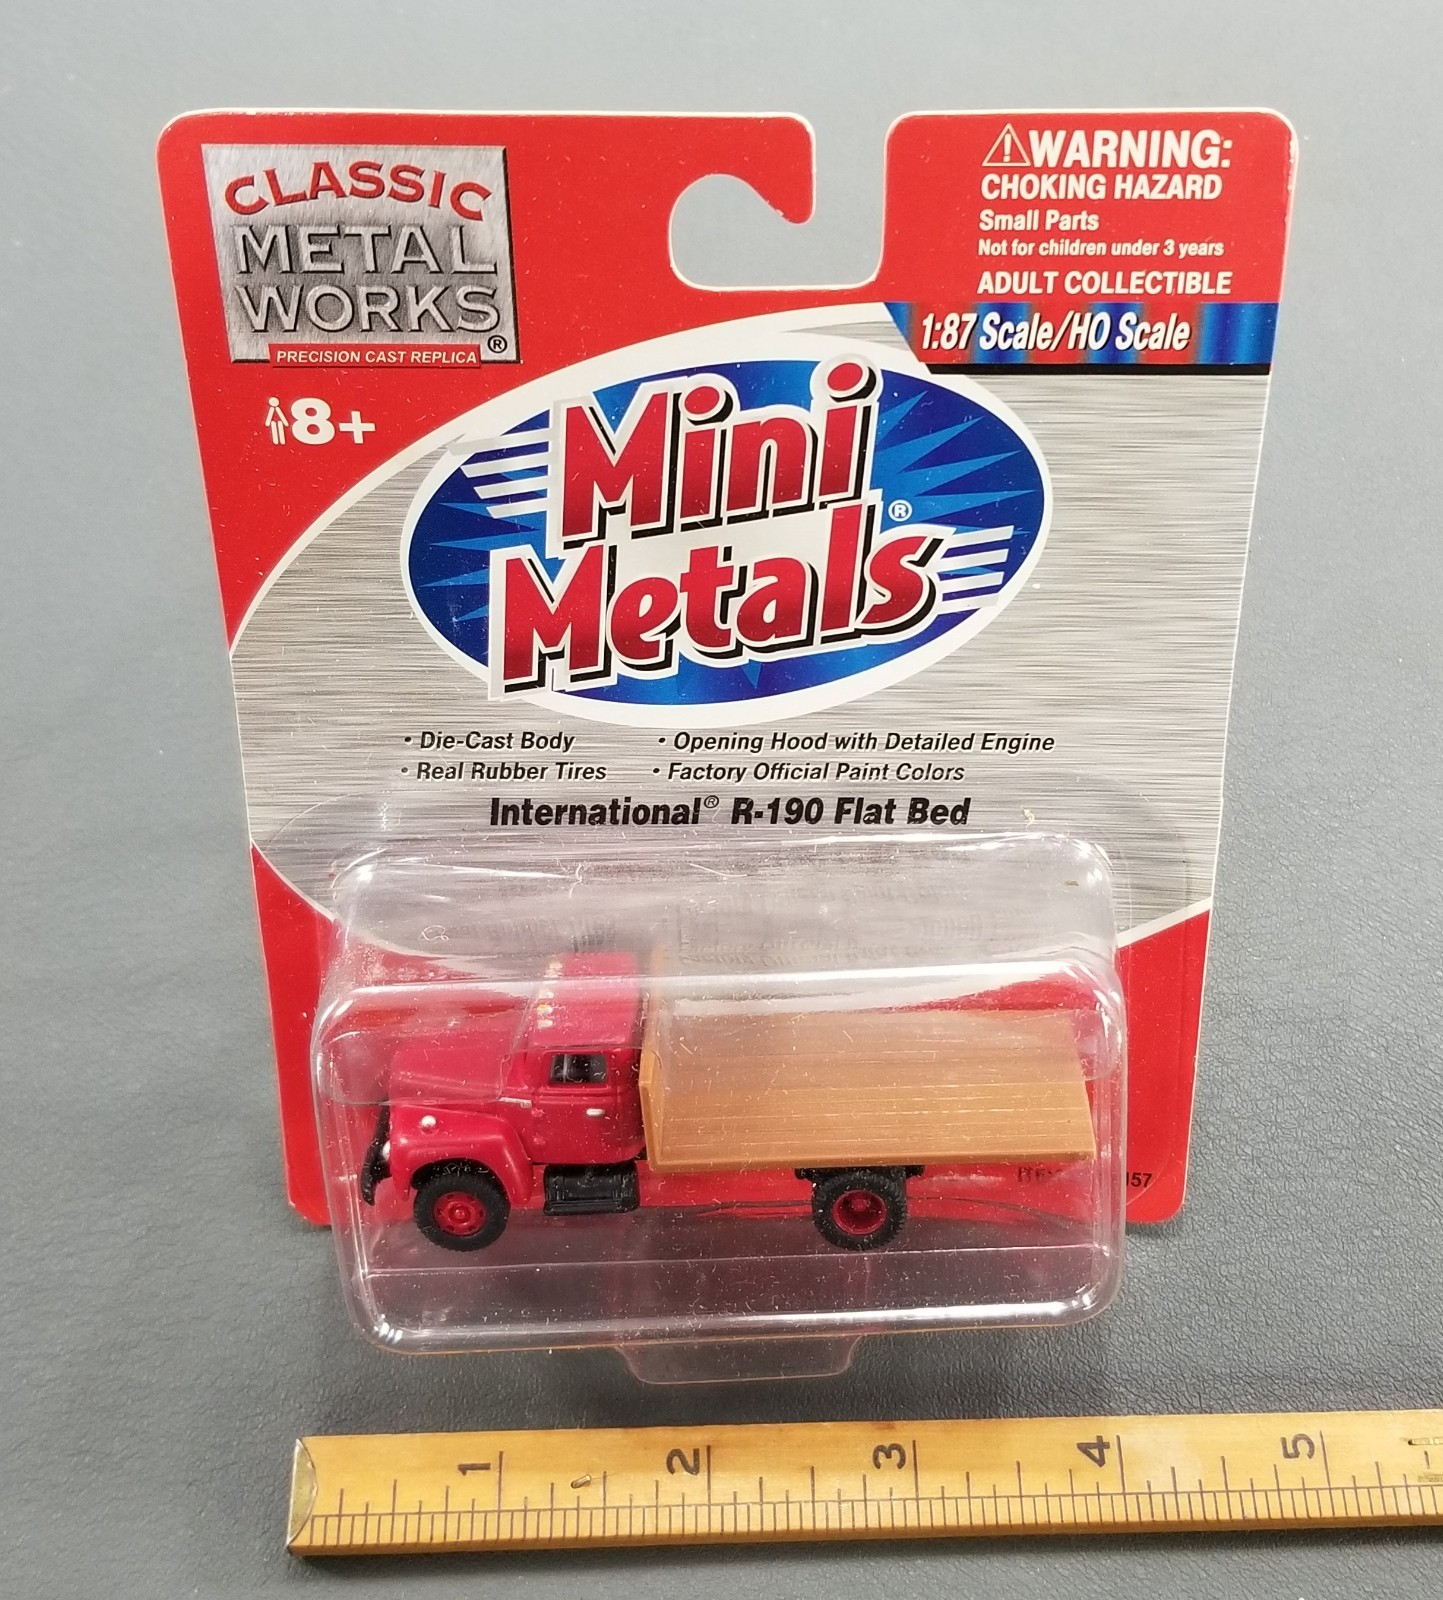 CLASSIC
METAL
WORKS®
PRECISION CAST REPLICA
8+
WARNING:
CHOKING HAZARD
Small Parts
Not for children under 3 years
ADULT COLLECTIBLE
1:87 Scale/HO Scale
Mini
Metals®
• Die-Cast Body • Opening Hood with Detailed Engine
• Real Rubber Tires • Factory Official Paint Colors
International® R-190 Flat Bed
1 2 3 4 5